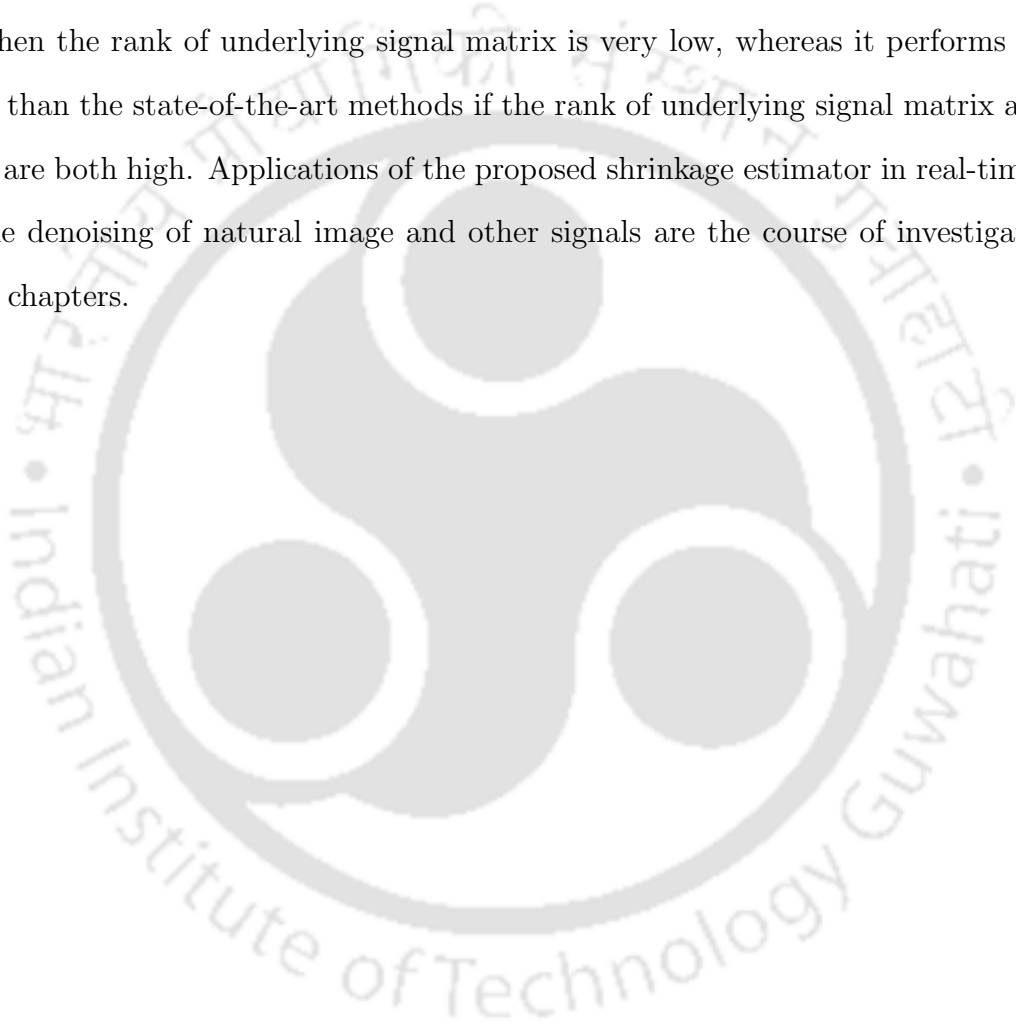 hen the rank of underlying signal matrix is very low, whereas it performs
than the state-of-the-art methods if the rank of underlying signal matrix a
are both high. Applications of the proposed shrinkage estimator in real-tim
e denoising of natural image and other signals are the course of investiga
chapters.
भारतीय प्रौद्योगिकी संस्थान गुवाहाटी
Indian Institute of Technology Guwahati